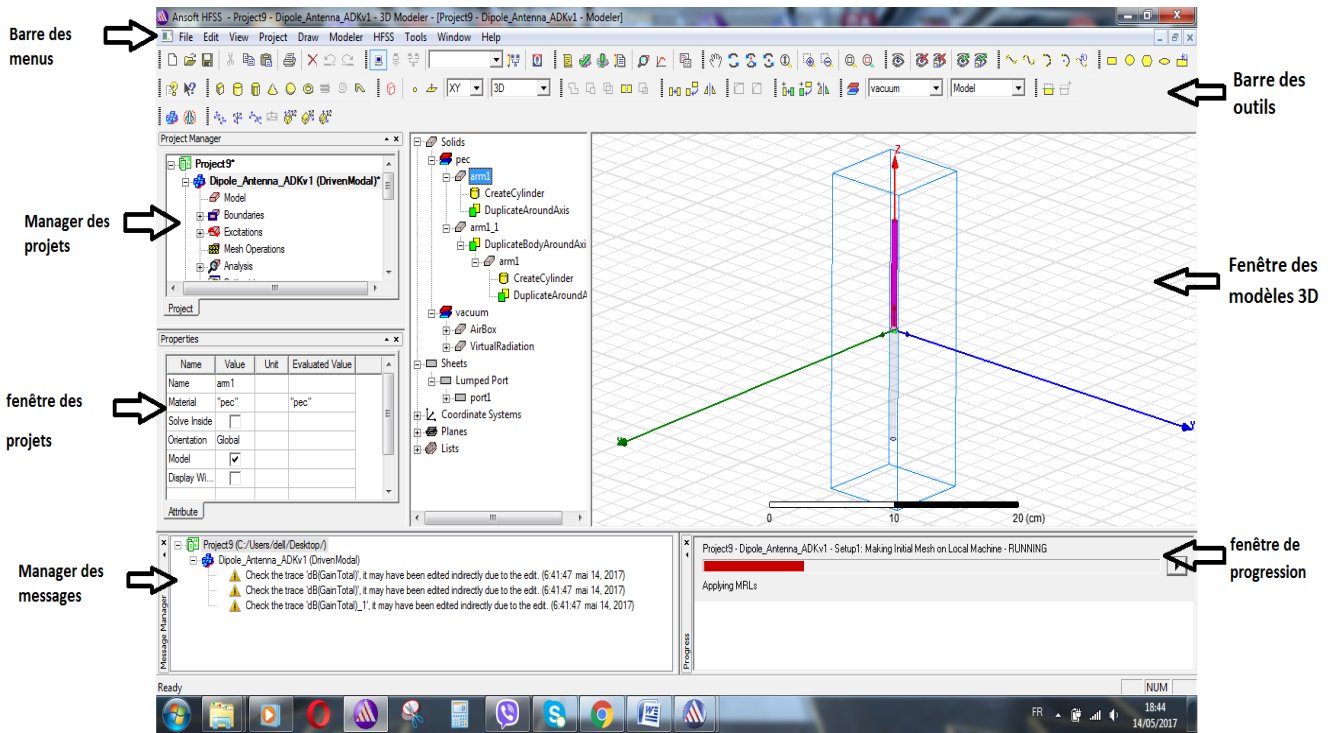 Ansoft HFSS - Project9 - Dipole_Antenna_ADKv1 - 3D Modeler - [Project9 - Dipole_Antenna_ADKv1 - Modeler]
Barre des
menus
File Edit View Project Draw Modeler HFSS Tools Window Help
XY 3D vacuum Model
Barre des
outils
Project Manager
Project9*
Dipole_Antenna_ADKv1 (DrivenModal)*
Model
Boundaries
Excitations
Mesh Operations
Analysis
Project
Manager des
projets
Solids
pec
arm1
CreateCylinder
DuplicateAroundAxis
arm1_1
DuplicateBodyAroundAxi
arm1
CreateCylinder
DuplicateAroundA
vacuum
AirBox
VirtualRadiation
Sheets
Lumped Port
port1
Coordinate Systems
Planes
Lists
Z
Y
0 10 20 (cm)
Fenêtre des
modèles 3D
Properties
Name Value Unit Evaluated Value
Name arm1
Material "pec" "pec"
Solve Inside
Orientation Global
Model
Display Wi...
Attribute
fenêtre des
projets
Manager des
messages
Message Manager
Project9 (C:/Users/dell/Desktop/)
Dipole_Antenna_ADKv1 (DrivenModal)
Check the trace 'dB(GainTotal)', it may have been edited indirectly due to the edit. (6:41:47 mai 14, 2017)
Check the trace 'dB(GainTotal)', it may have been edited indirectly due to the edit. (6:41:47 mai 14, 2017)
Check the trace 'dB(GainTotal)_1', it may have been edited indirectly due to the edit. (6:41:47 mai 14, 2017)
Progress
Project9 - Dipole_Antenna_ADKv1 - Setup1: Making Initial Mesh on Local Machine - RUNNING
Applying MRLs
fenêtre de
progression
Ready
NUM
FR
18:44
14/05/2017